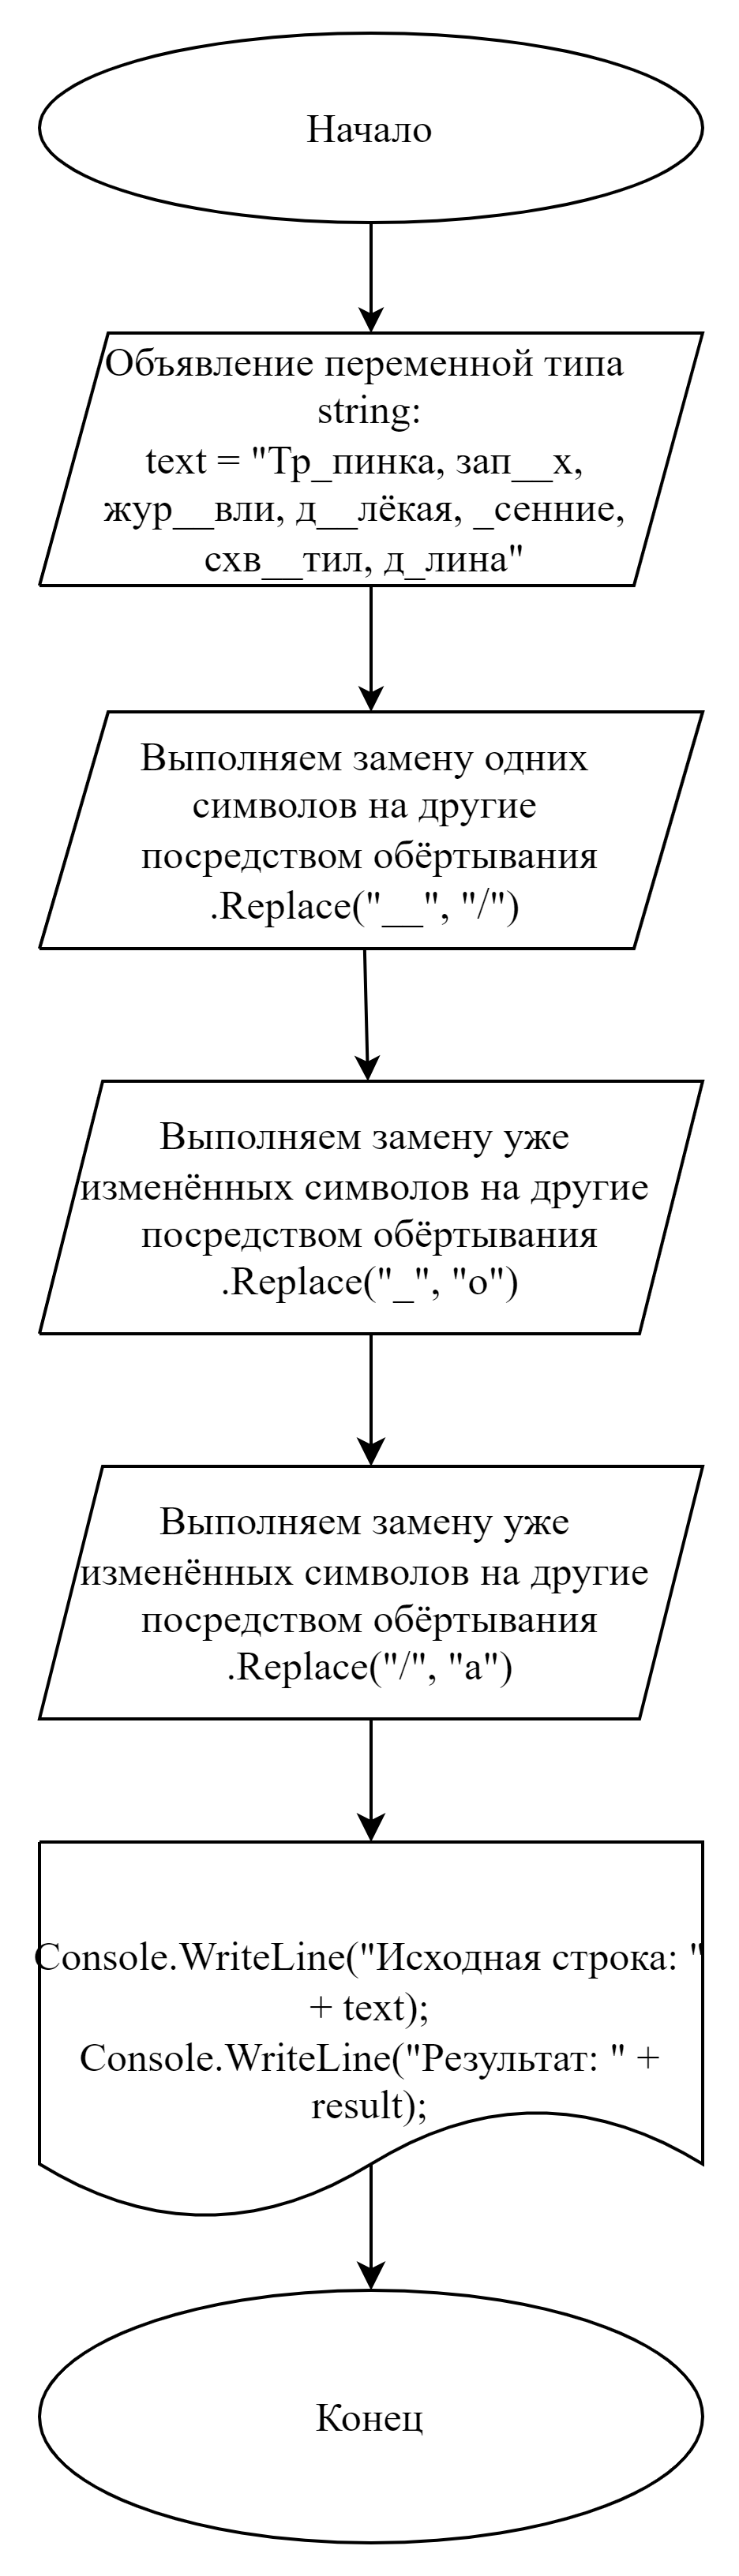 Начало
Объявление переменной типа
string:
text = "Тр_пинка, зап__х,
жур__вли, д__лёкая, _сенние,
схв__тил, д_лина"
Выполняем замену одних
символов на другие
посредством обёртывания
.Replace("__", "/")
Выполняем замену уже
изменённых символов на другие
посредством обёртывания
.Replace("_", "о")
Выполняем замену уже
изменённых символов на другие
посредством обёртывания
.Replace("/", "а")
Console.WriteLine("Исходная строка: "
+ text);
Console.WriteLine("Результат: " +
result);
Конец